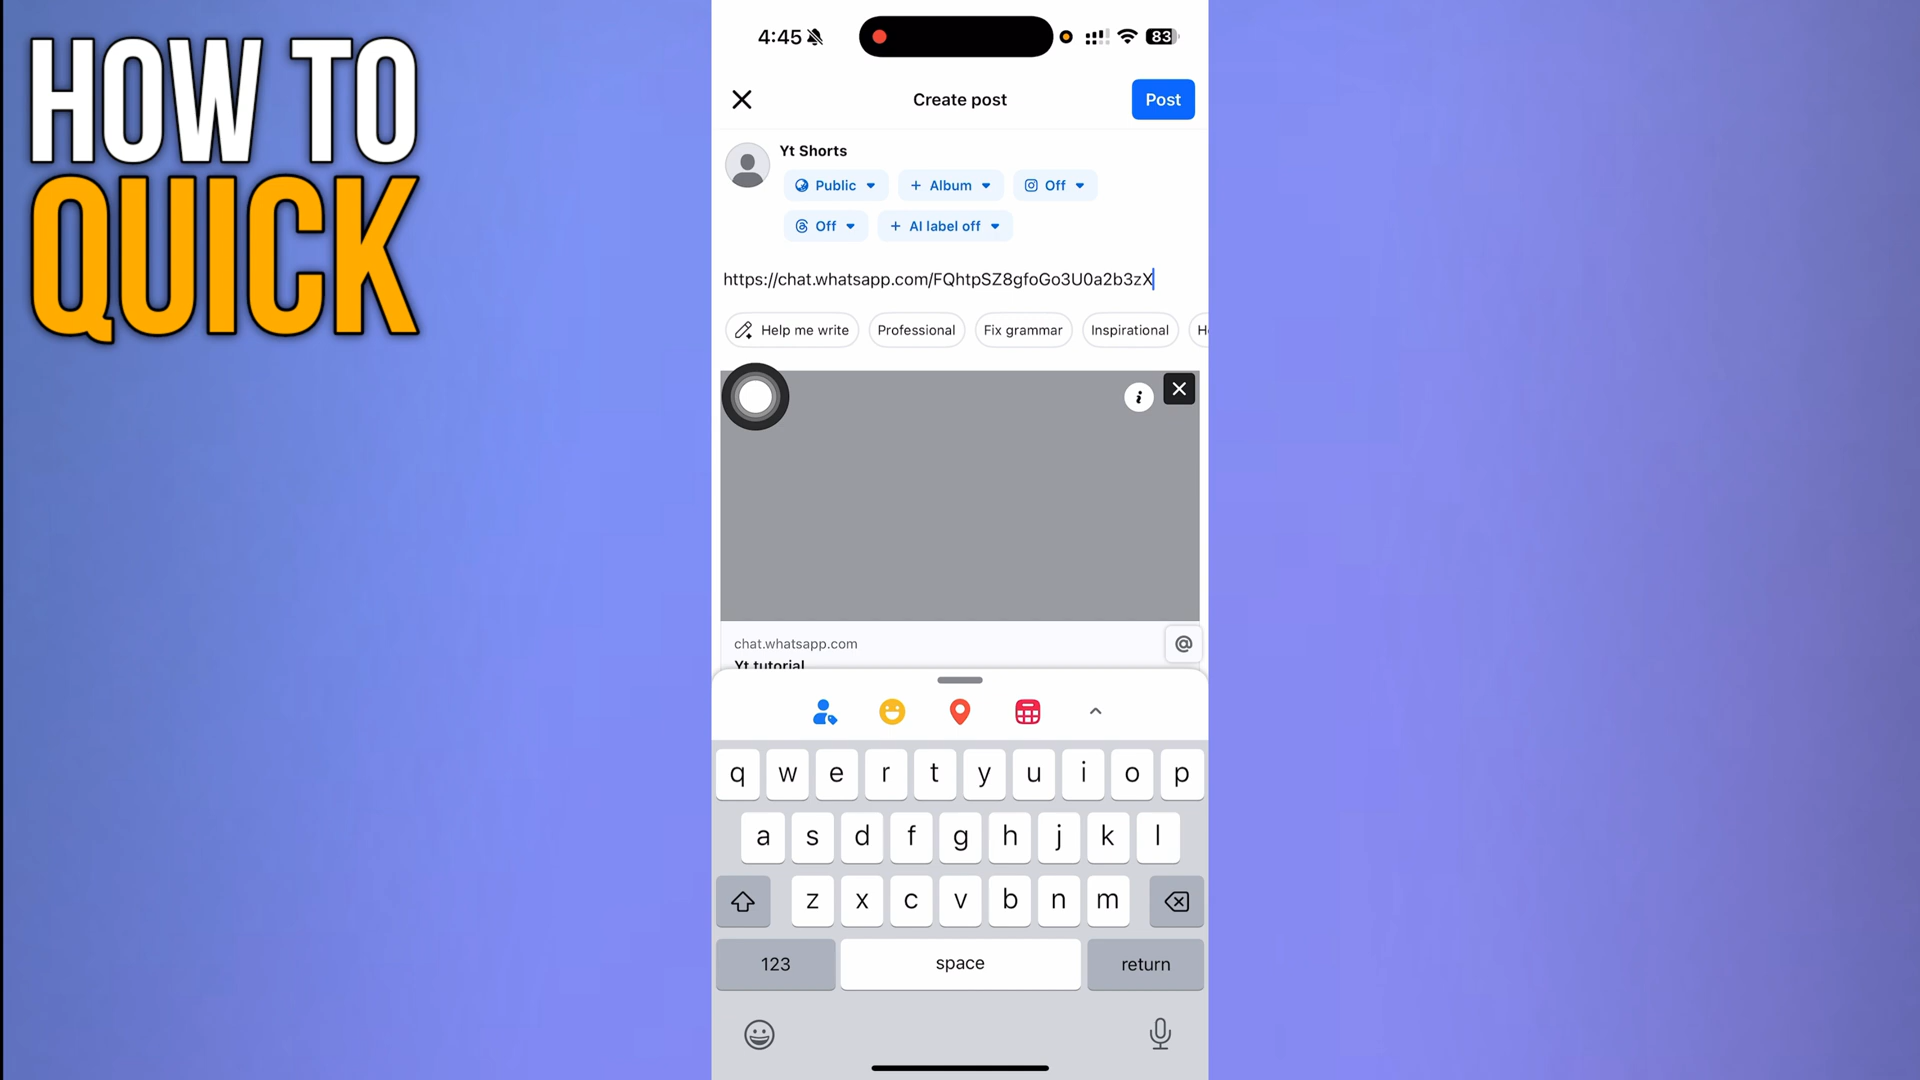 HOW TO
QUICK
4:45
83
Create post
Post
Yt Shorts
Public
+ Album
Off
Off
+ AI label off
https://chat.whatsapp.com/FQhtpSZ8gfoGo3U0a2b3zX
Help me write
Professional
Fix grammar
Inspirational
i
chat.whatsapp.com
@
Yt tutorial
q w e r t y u i o p
a s d f g h j k l
z x c v b n m
123
space
return